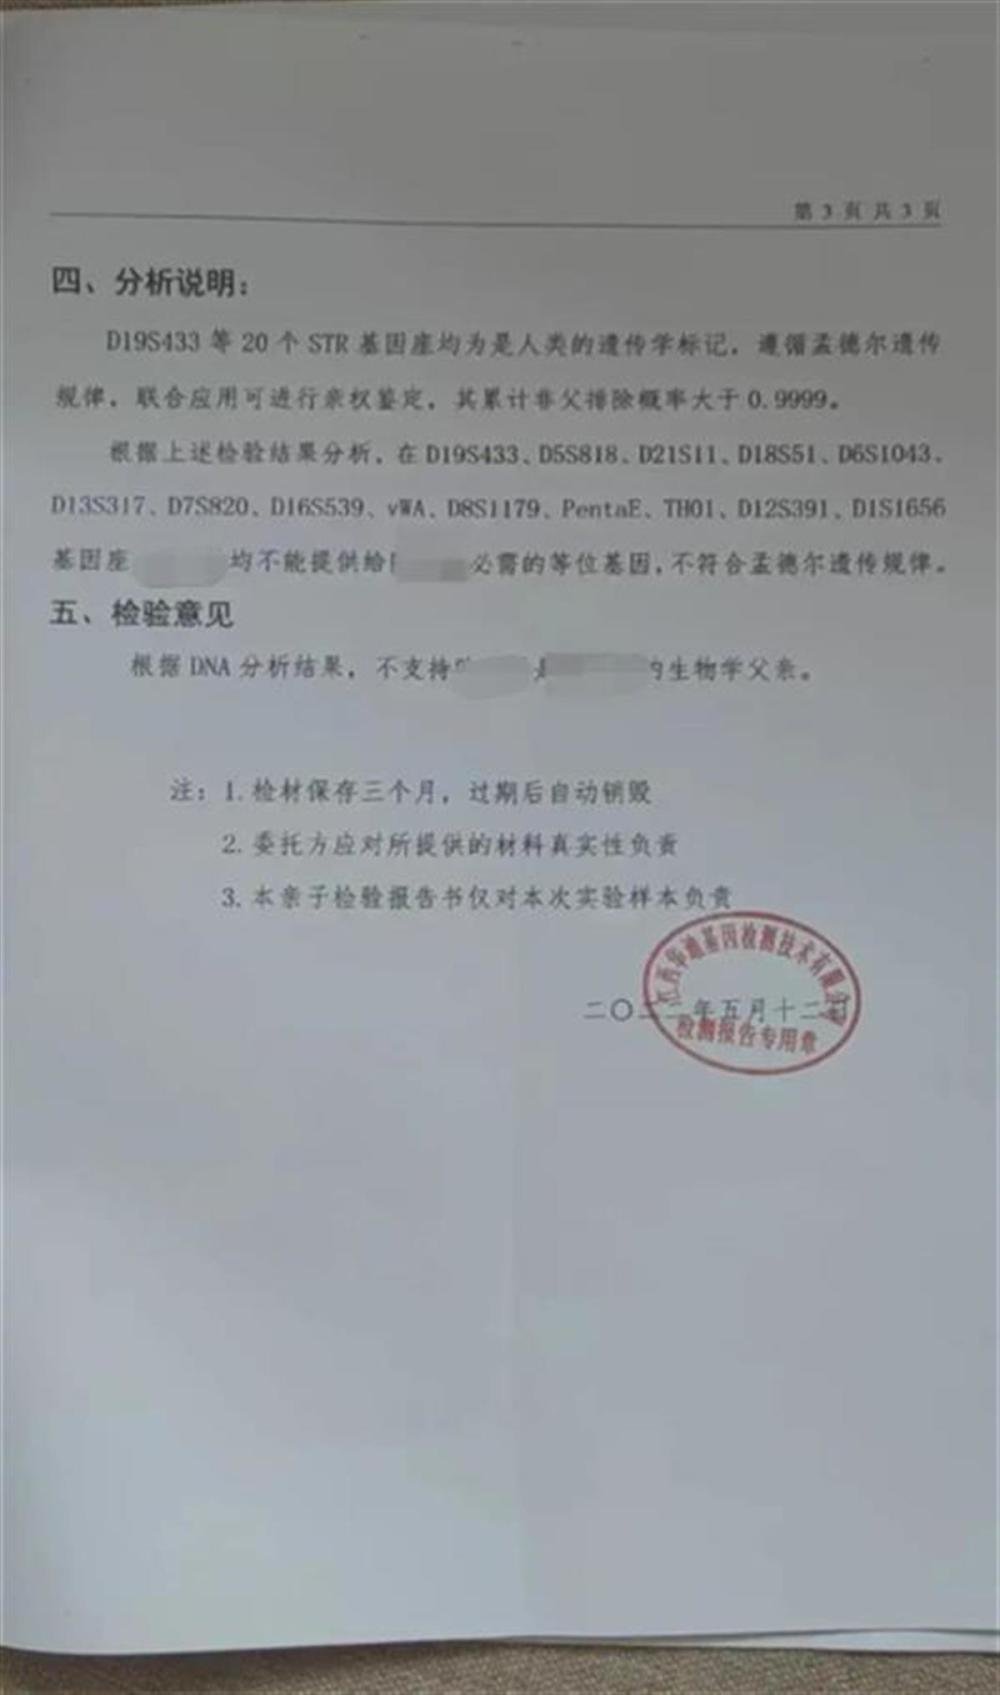 第 3 页 共 3 页
四、分析说明：
D19S433 等 20 个 STR 基因座均为是人类的遗传学标记，遵循孟德尔遗传
规律，联合应用可进行亲权鉴定，其累计非父排除概率大于 0.9999。
根据上述检验结果分析，在 D19S433、D5S818、D21S11、D18S51、D6S1043、
D13S317、D7S820、D16S539、vWA、D8S1179、PentaE、TH01、D12S391、D1S1656
基因座 均不能提供给 必需的等位基因，不符合孟德尔遗传规律。
五、检验意见
根据 DNA 分析结果，不支持 是 的生物学父亲。
注：1.检材保存三个月，过期后自动销毁
2.委托方应对所提供的材料真实性负责
3.本亲子检验报告书仅对本次实验样本负责
江西华迪基因检测技术有限公司
二〇二二年五月十二日
检测报告专用章